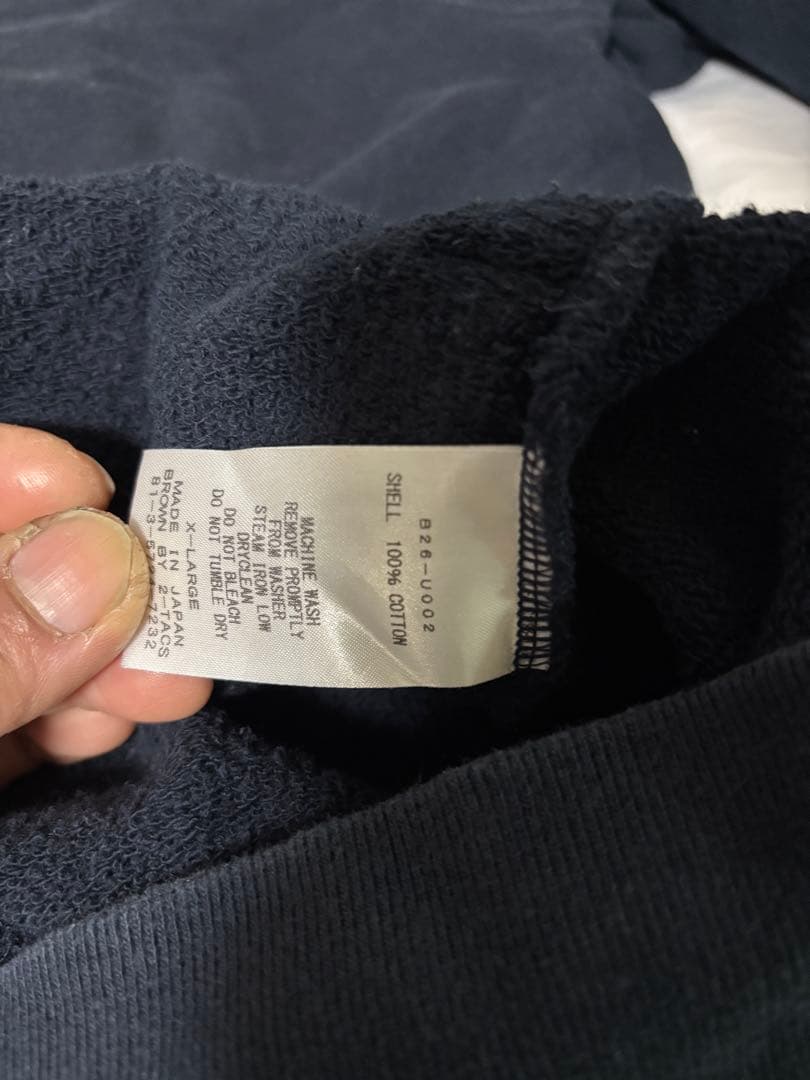 B26-U002
SHELL 100% COTTON
MACHINE WASH
REMOVE PROMPTLY
FROM WASHER
STEAM IRON LOW
DRYCLEAN
DO NOT BLEACH
DO NOT TUMBLE DRY
X-LARGE
MADE IN JAPAN
BROWN BY 2-TACS